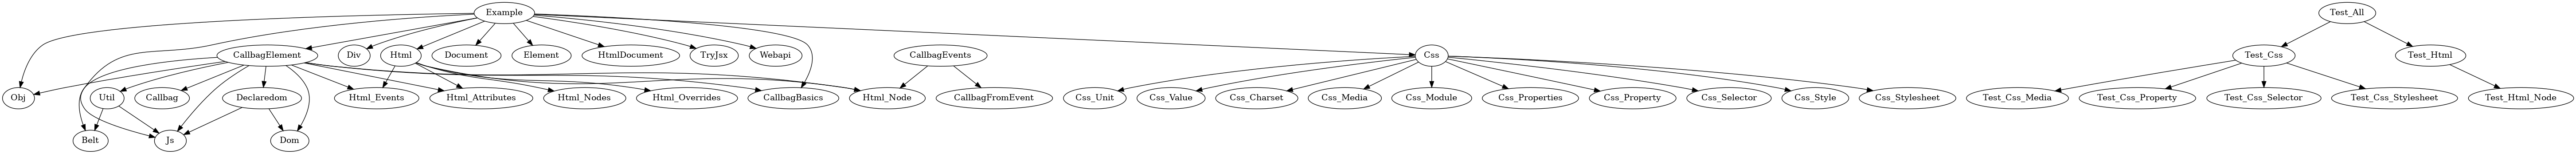 Example
Test_All
CallbagElement
Div
Html
Document
Element
HtmlDocument
TryJsx
Webapi
CallbagEvents
Css
Test_Css
Test_Html
Obj
Util
Callbag
Declaredom
Html_Events
Html_Attributes
Html_Nodes
Html_Overrides
CallbagBasics
Html_Node
CallbagFromEvent
Css_Unit
Css_Value
Css_Charset
Css_Media
Css_Module
Css_Properties
Css_Property
Css_Selector
Css_Style
Css_Stylesheet
Test_Css_Media
Test_Css_Property
Test_Css_Selector
Test_Css_Stylesheet
Test_Html_Node
Belt
Js
Dom